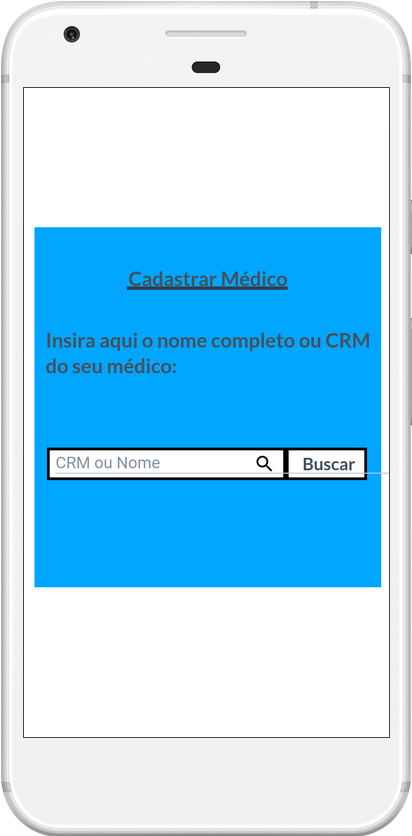 Cadastrar Médico
Insira aqui o nome completo ou CRM
do seu médico:
CRM ou Nome
Buscar